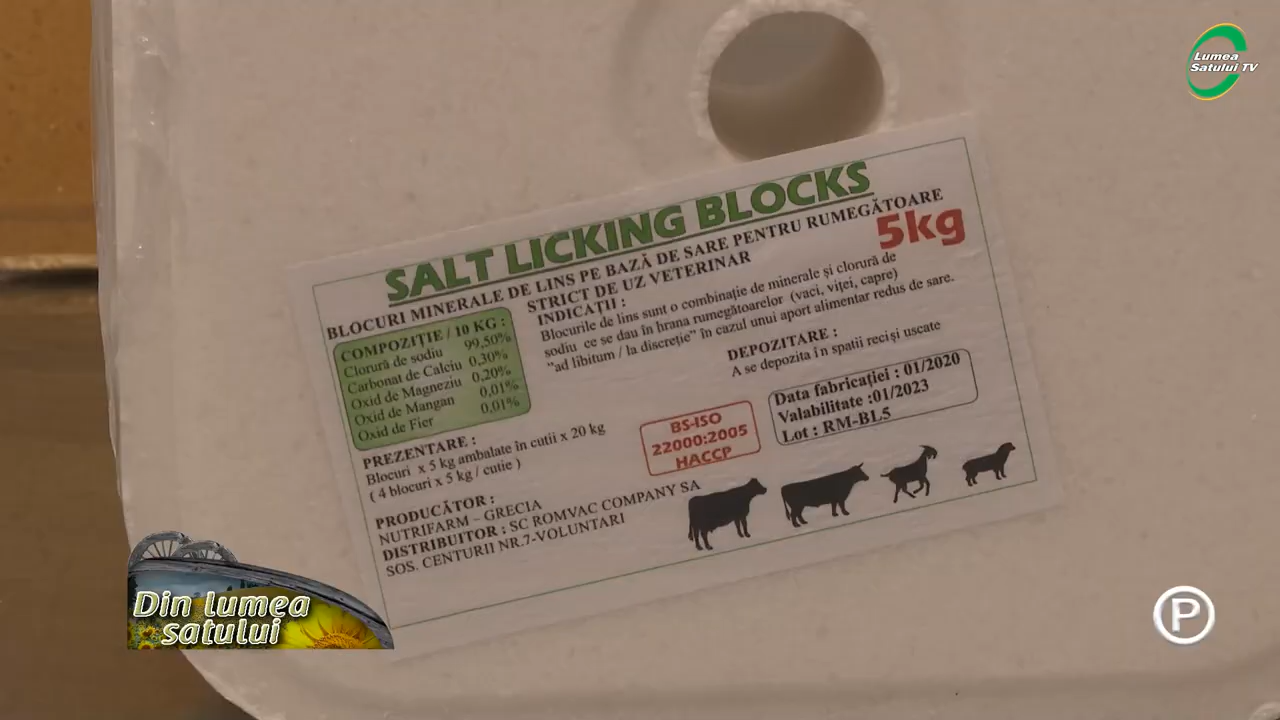 Lumea
Satului TV
SALT LICKING BLOCKS
BLOCURI MINERALE DE LINS PE BAZĂ DE SARE PENTRU RUMEGĂTOARE
STRICT DE UZ VETERINAR
5kg
COMPOZIȚIE / 10 KG :
Clorură de sodiu 99,50%
Carbonat de Calciu 0,30%
Oxid de Magneziu 0,20%
Oxid de Mangan 0,01%
Oxid de Fier 0,01%
INDICAȚII :
Blocurile de lins sunt o combinație de minerale și clorură de
sodiu ce se dau în hrana rumegătoarelor (vaci, viței, capre)
"ad libitum / la discreție" în cazul unui aport alimentar redus de sare.
DEPOZITARE :
A se depozita în spatii reci și uscate
PREZENTARE :
Blocuri x 5 kg ambalate în cutii x 20 kg
( 4 blocuri x 5 kg / cutie )
BS-ISO
22000:2005
HACCP
Data fabricației : 01/2020
Valabilitate :01/2023
Lot : RM-BL5
PRODUCĂTOR :
NUTRIFARM – GRECIA
DISTRIBUITOR : SC ROMVAC COMPANY SA
SOS. CENTURII NR.7-VOLUNTARI
Din lumea
satului
P